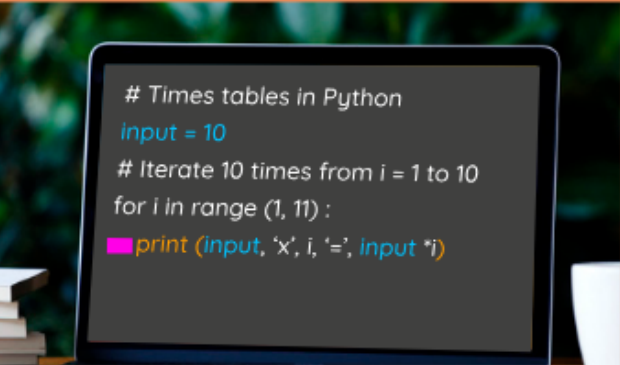 # Times tables in Python
input = 10
# Iterate 10 times from i = 1 to 10
for i in range (1, 11) :
print (input, ‘x’, i, ‘=’, input *i)